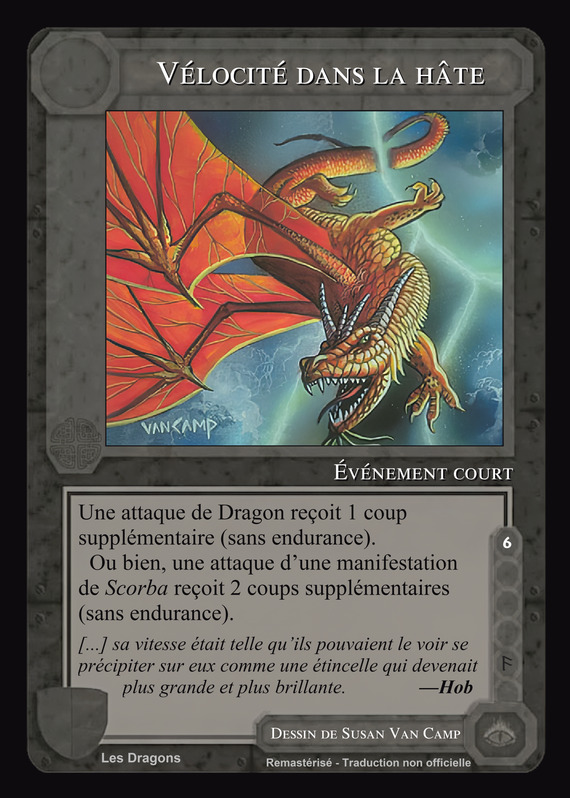 Vélocité dans la hâte
VANCAMP
Événement court
Une attaque de Dragon reçoit 1 coup
supplémentaire (sans endurance).
Ou bien, une attaque d'une manifestation
de Scorba reçoit 2 coups supplémentaires
(sans endurance).
6
[...] sa vitesse était telle qu'ils pouvaient le voir se
précipiter sur eux comme une étincelle qui devenait
plus grande et plus brillante. —Hob
Dessin de Susan Van Camp
Les Dragons
Remastérisé - Traduction non officielle